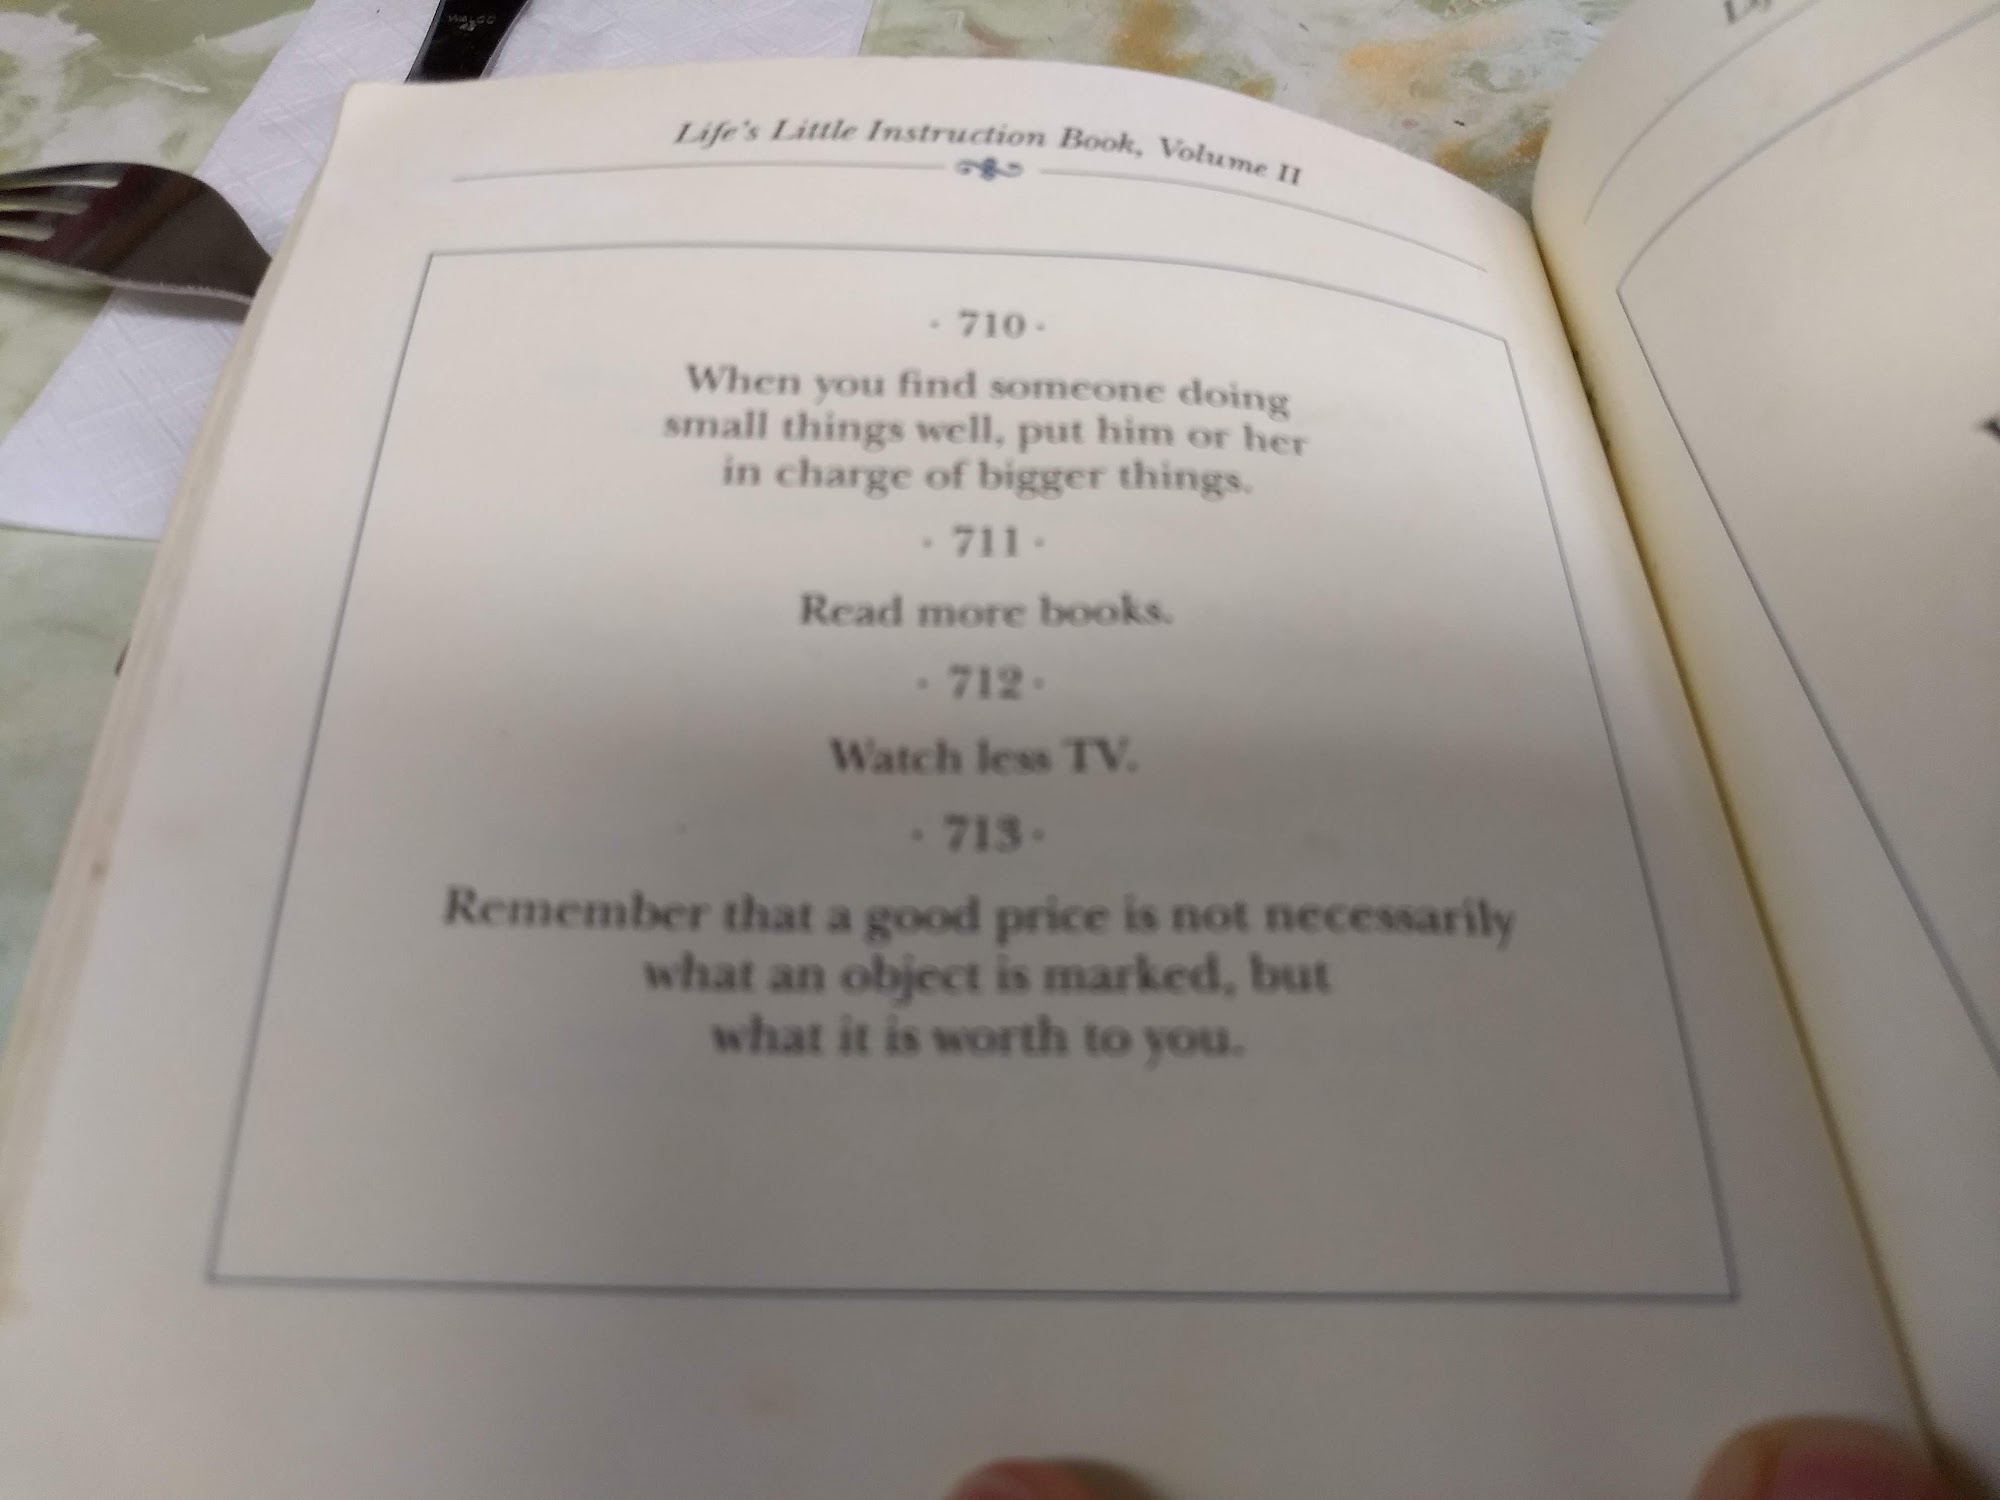 Life's Little Instruction Book, Volume II
· 710 ·
When you find someone doing
small things well, put him or her
in charge of bigger things.
· 711 ·
Read more books.
· 712 ·
Watch less TV.
· 713 ·
Remember that a good price is not necessarily
what an object is marked, but
what it is worth to you.